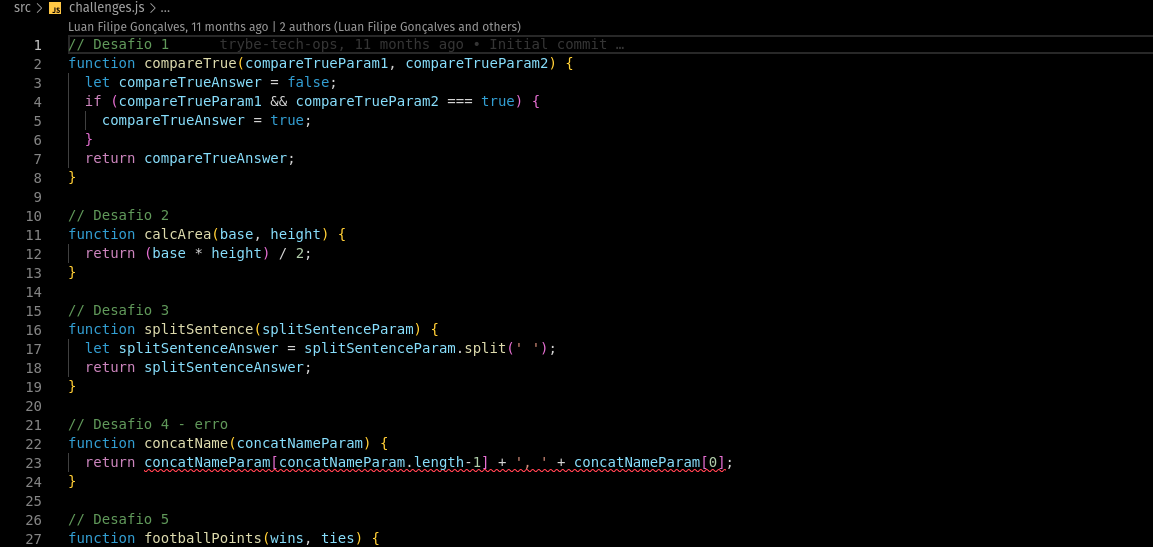 src > JS challenges.js > ...
Luan Filipe Gonçalves, 11 months ago | 2 authors (Luan Filipe Gonçalves and others)
1 // Desafio 1 trybe-tech-ops, 11 months ago • Initial commit …
2 function compareTrue(compareTrueParam1, compareTrueParam2) {
3 let compareTrueAnswer = false;
4 if (compareTrueParam1 && compareTrueParam2 === true) {
5 compareTrueAnswer = true;
6 }
7 return compareTrueAnswer;
8 }
9
10 // Desafio 2
11 function calcArea(base, height) {
12 return (base * height) / 2;
13 }
14
15 // Desafio 3
16 function splitSentence(splitSentenceParam) {
17 let splitSentenceAnswer = splitSentenceParam.split(' ');
18 return splitSentenceAnswer;
19 }
20
21 // Desafio 4 - erro
22 function concatName(concatNameParam) {
23 return concatNameParam[concatNameParam.length-1] + ', ' + concatNameParam[0];
24 }
25
26 // Desafio 5
27 function footballPoints(wins, ties) {